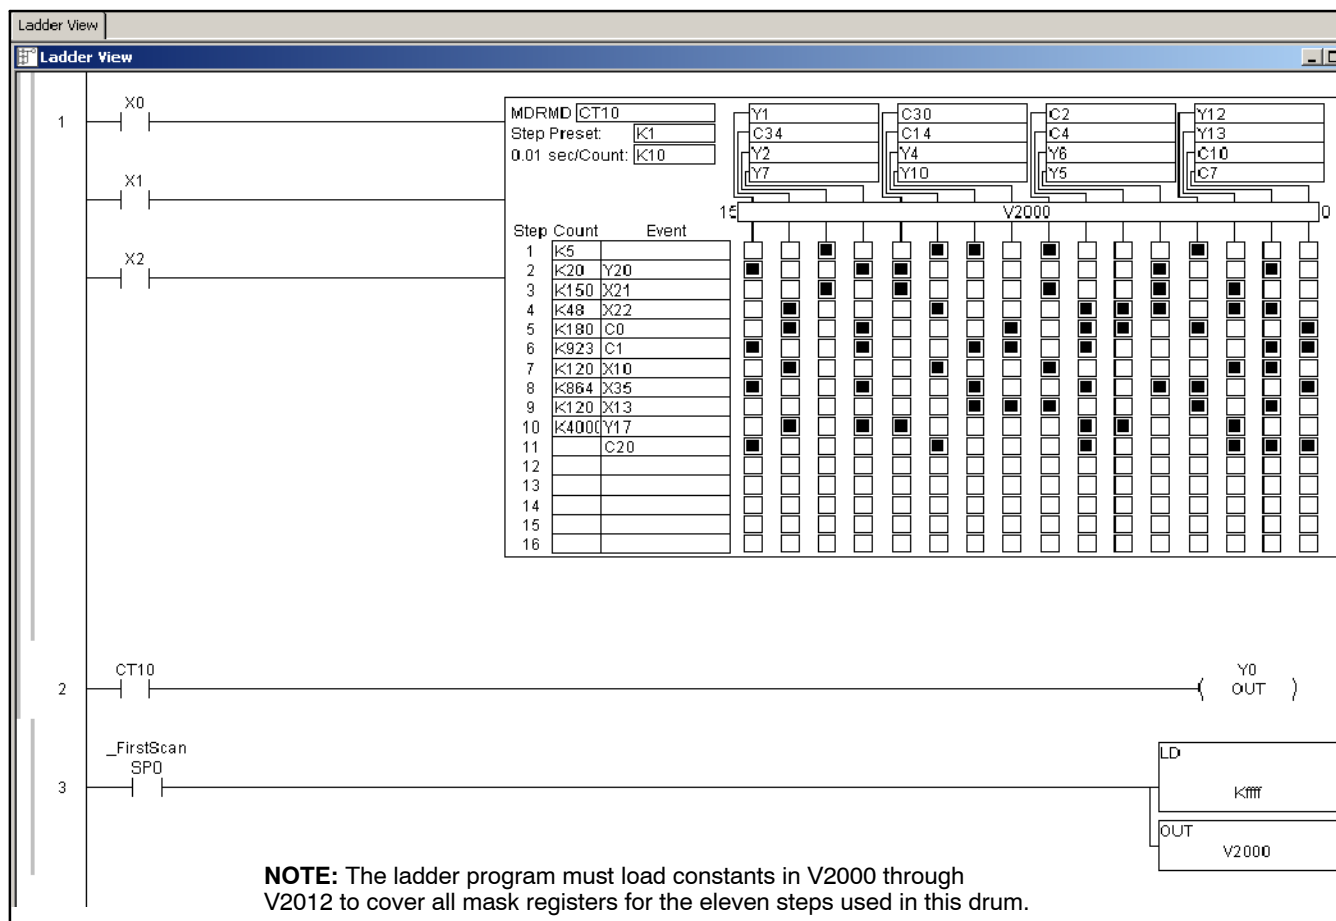 Ladder View
Ladder View
1
X0
X1
X2
MDRMD CT10
Step Preset: K1
0.01 sec/Count: K10
Y1
C34
Y2
Y7
C30
C14
Y4
Y10
C2
C4
Y6
Y5
Y12
Y13
C10
C7
15 V2000 0
Step Count Event
1 K5
2 K20 Y20
3 K150 X21
4 K48 X22
5 K180 C0
6 K923 C1
7 K120 X10
8 K864 X35
9 K120 X13
10 K4000 Y17
11 C20
12
13
14
15
16
2
CT10
Y0
OUT
3
_FirstScan
SP0
LD
Kffff
OUT
V2000
NOTE: The ladder program must load constants in V2000 through
V2012 to cover all mask registers for the eleven steps used in this drum.